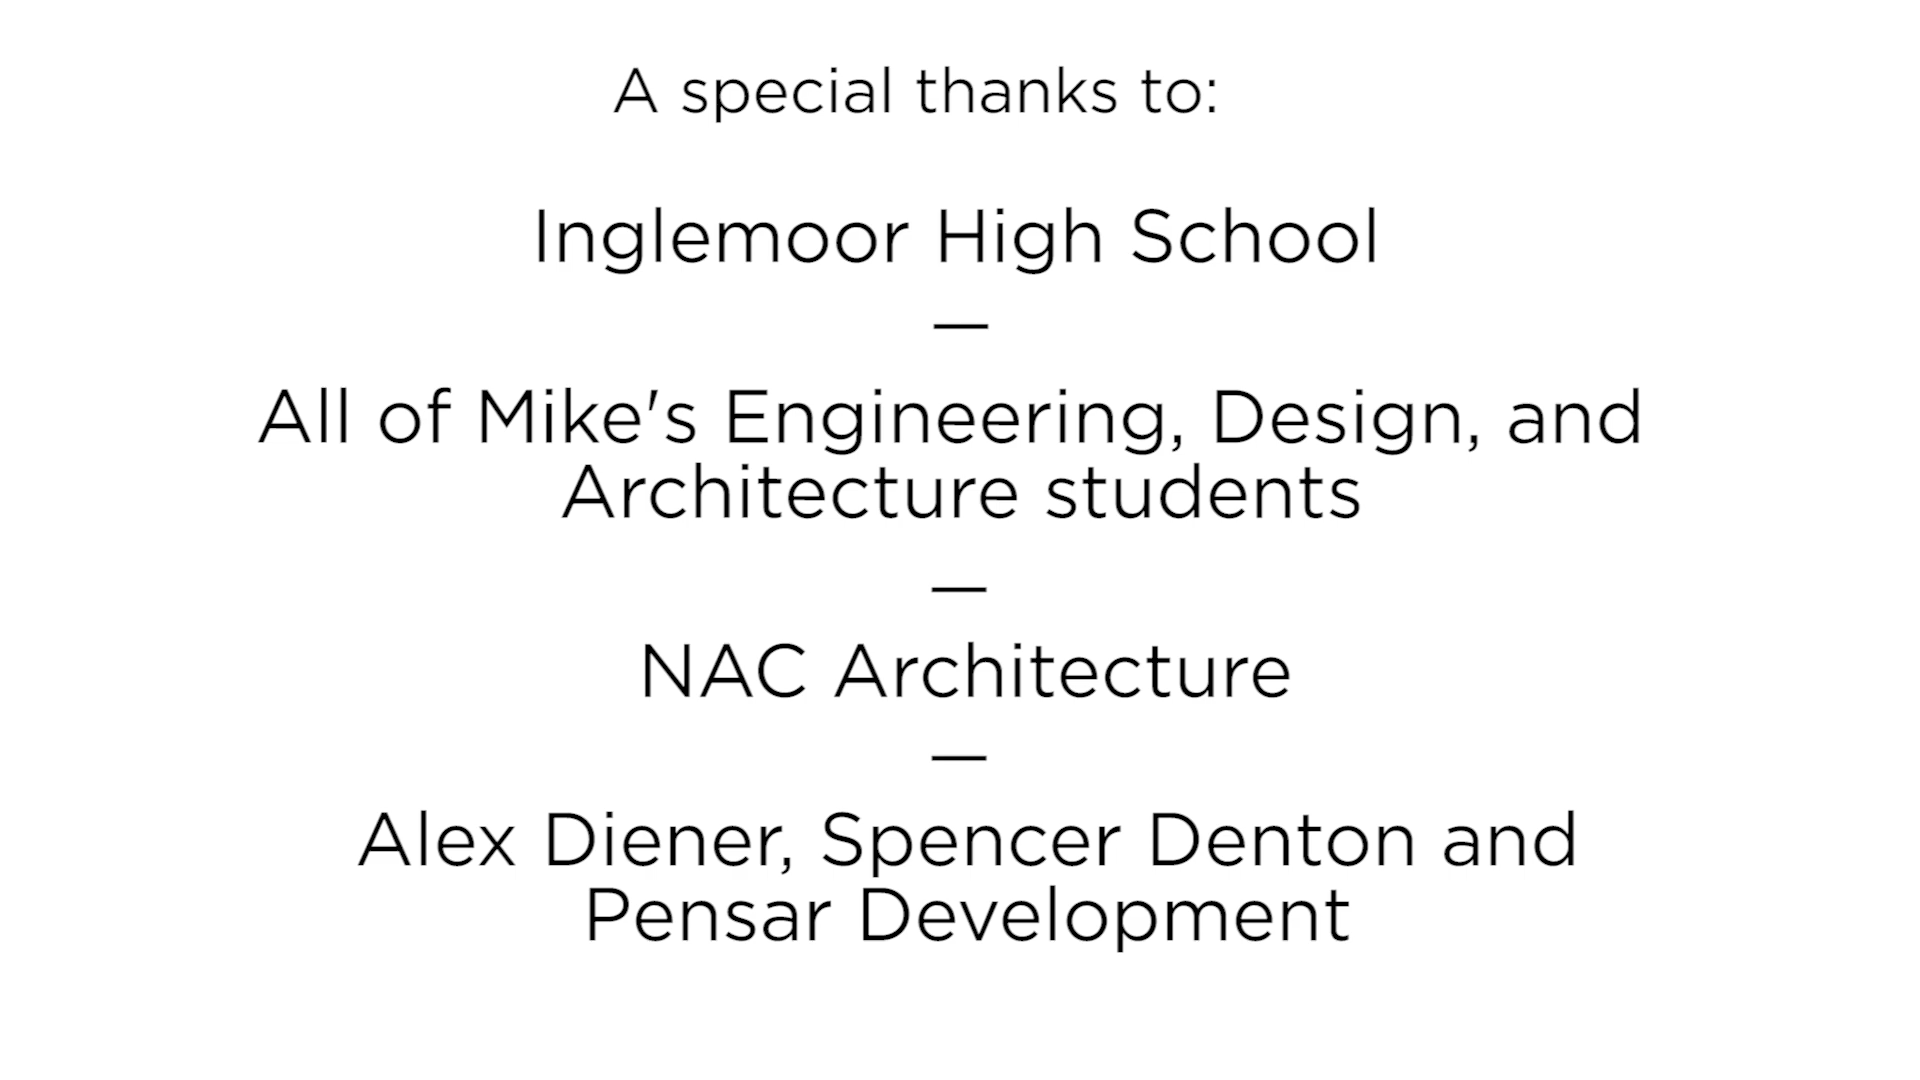 A special thanks to:
Inglemoor High School
—
All of Mike's Engineering, Design, and
Architecture students
—
NAC Architecture
—
Alex Diener, Spencer Denton and
Pensar Development